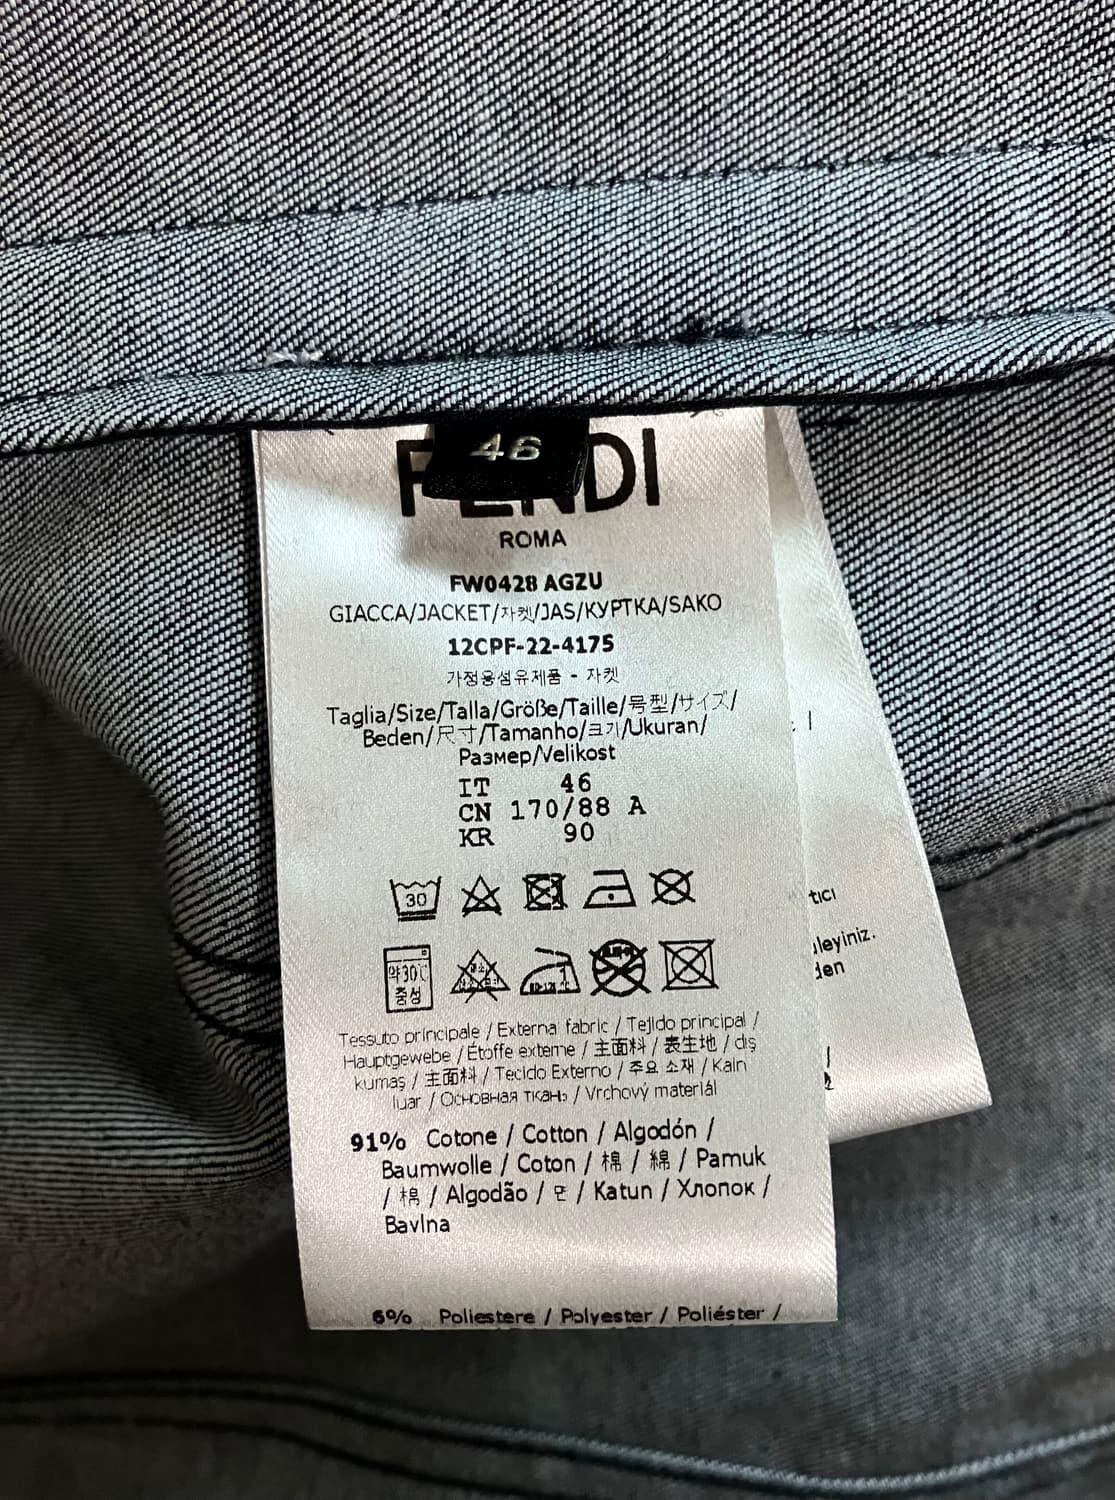 46
FENDI
ROMA
FW0428 AGZU
GIACCA/JACKET/자켓/JAS/КУРТКА/SAKO
12CPF-22-4175
가정용섬유제품 - 자켓
Taglia/Size/Talla/Größe/Taille/号型/サイズ/
Beden/尺寸/Tamanho/크기/Ukuran/
Размер/Velikost
IT 46
CN 170/88 A
KR 90
30
약30℃
중성
Tessuto principale / Externa fabric / Tejido principal /
Hauptgewebe / Étoffe externe / 主面料 / 表生地 / dış
kumaş / 主面料 / Tecido Externo / 주요 소재 / Kain
luar / Основная ткань / Vrchový materiál
91% Cotone / Cotton / Algodón /
Baumwolle / Coton / 棉 / 綿 / Pamuk
/ 棉 / Algodão / 면 / Katun / Хлопок /
Bavlna
6% Poliestere / Polyester / Poliéster /
tıcı
leyiniz.
den